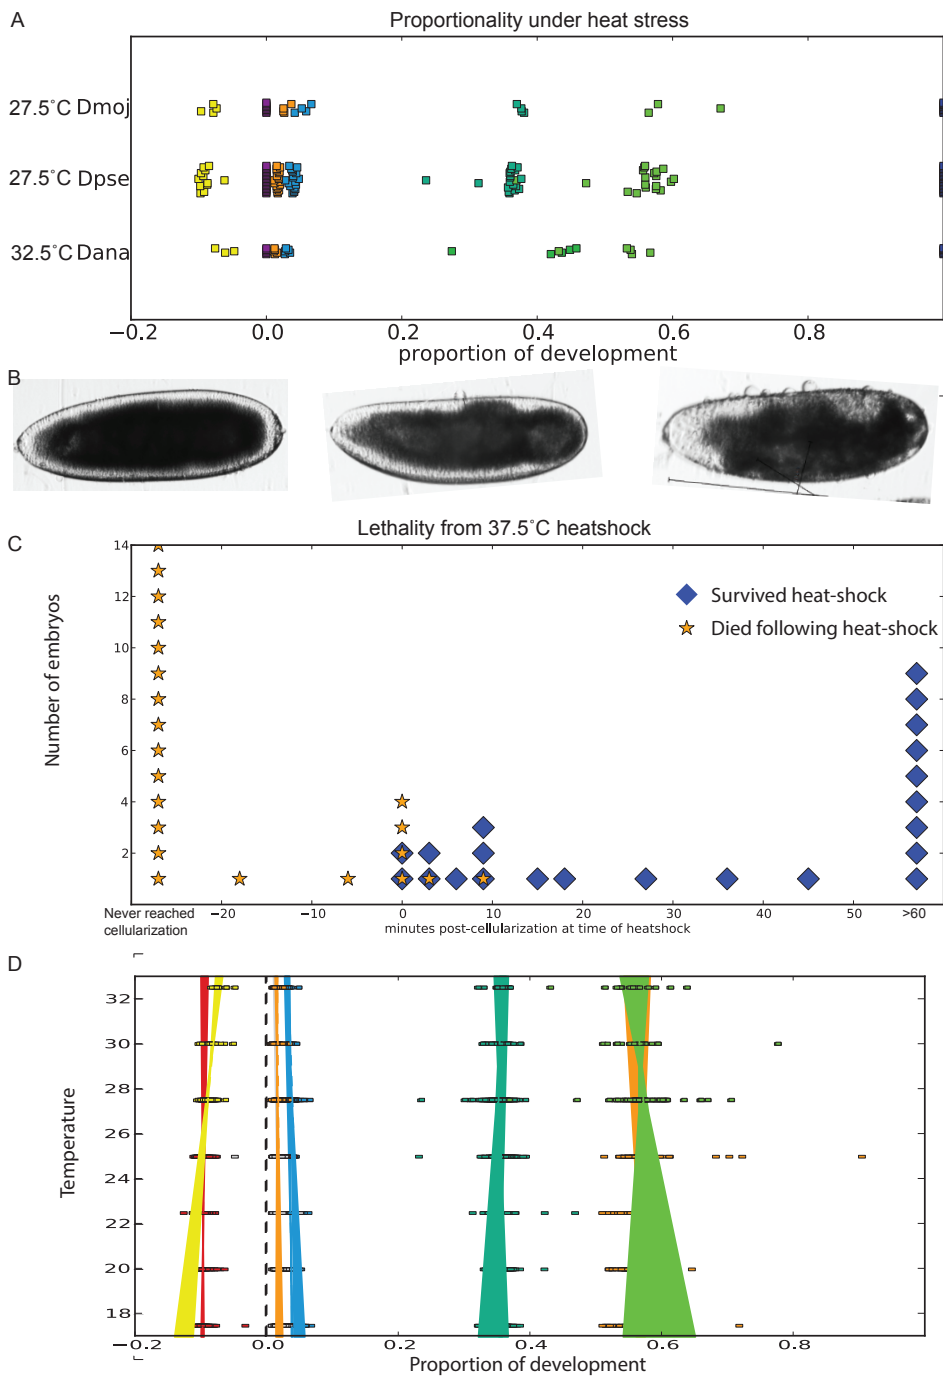 A
Proportionality under heat stress
27.5°C Dmoj
27.5°C Dpse
32.5°C Dana
−0.2 0.0 0.2 0.4 0.6 0.8
proportion of development
B
C
Lethality from 37.5°C heatshock
14
12
10
8
6
4
2
Number of embryos
Survived heat-shock
Died following heat-shock
Never reached cellularization −20 −10 0 10 20 30 40 50 >60
minutes post-cellularization at time of heatshock
D
32
30
28
26
24
22
20
18
Temperature
−0.2 0.0 0.2 0.4 0.6 0.8
Proportion of development